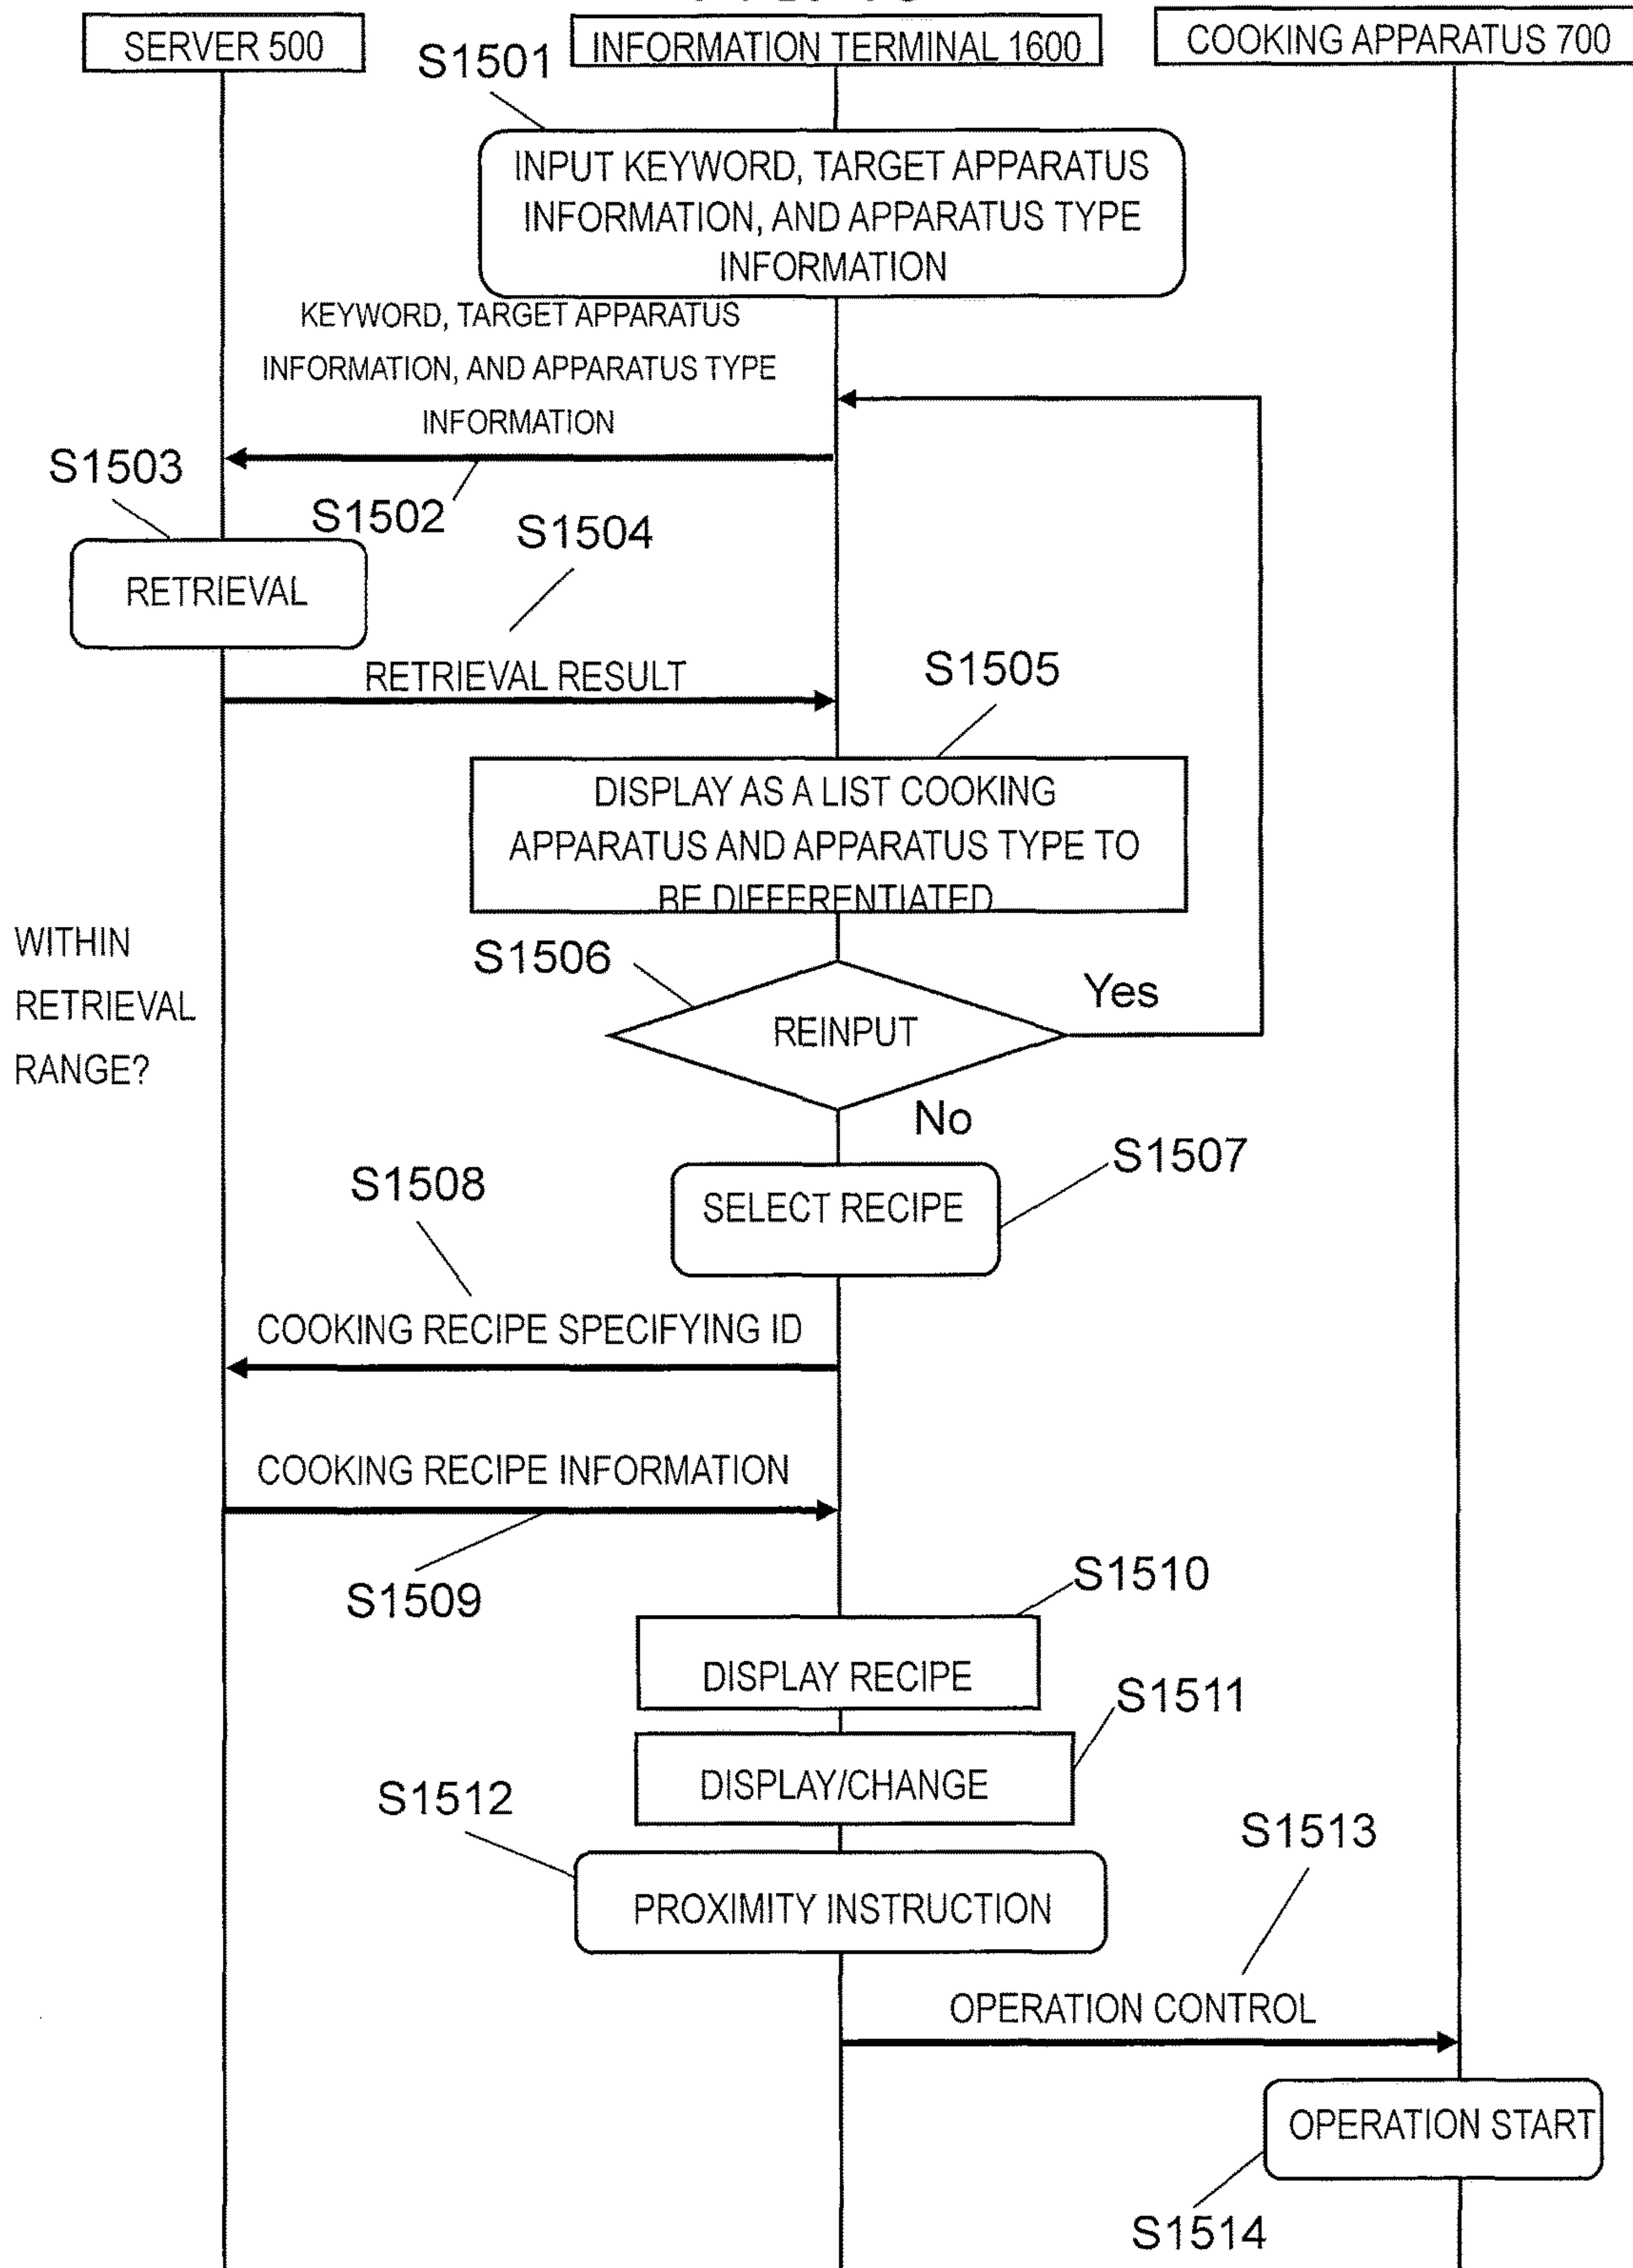 SERVER 500
INFORMATION TERMINAL 1600
COOKING APPARATUS 700
S1501
INPUT KEYWORD, TARGET APPARATUS
INFORMATION, AND APPARATUS TYPE
INFORMATION
KEYWORD, TARGET APPARATUS
INFORMATION, AND APPARATUS TYPE
INFORMATION
S1503
S1502
S1504
RETRIEVAL
RETRIEVAL RESULT
S1505
DISPLAY AS A LIST COOKING
APPARATUS AND APPARATUS TYPE TO
BE DIFFERENTIATED
WITHIN
RETRIEVAL
RANGE?
S1506
Yes
REINPUT
No
S1507
S1508
SELECT RECIPE
COOKING RECIPE SPECIFYING ID
COOKING RECIPE INFORMATION
S1509
S1510
DISPLAY RECIPE
S1511
DISPLAY/CHANGE
S1512
S1513
PROXIMITY INSTRUCTION
OPERATION CONTROL
OPERATION START
S1514